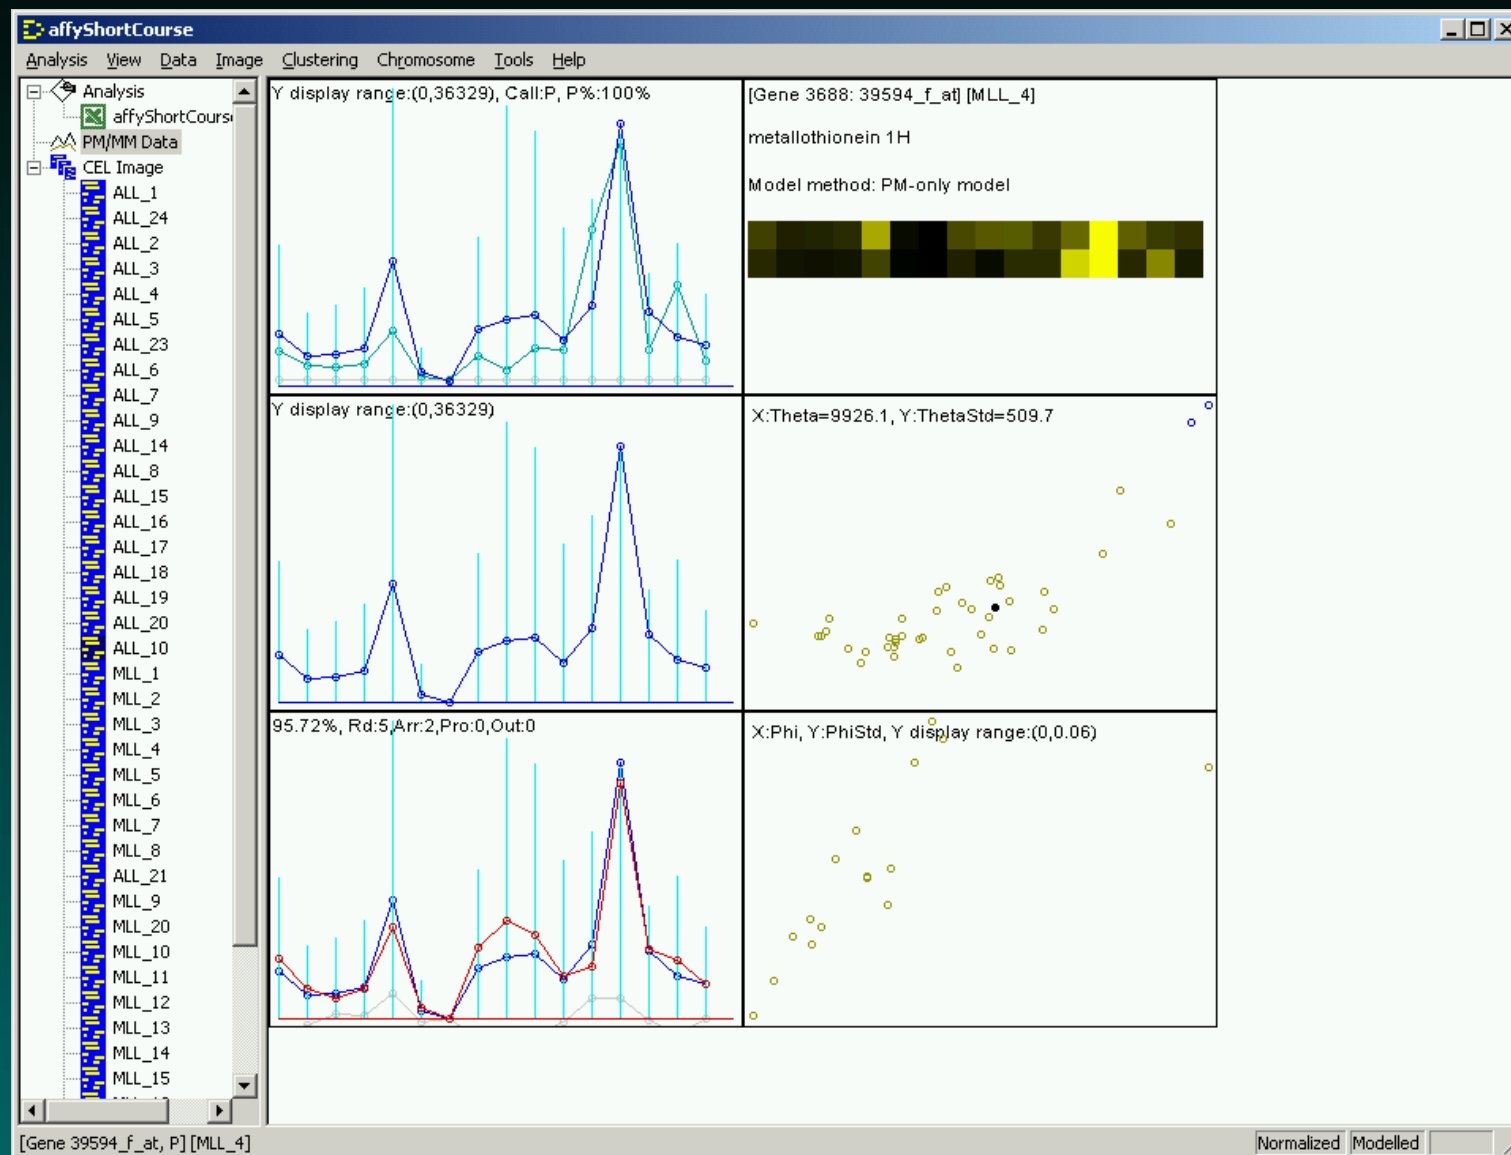 affyShortCourse
Analysis View Data Image Clustering Chromosome Tools Help
Analysis
affyShortCours
PM/MM Data
CEL Image
ALL_1
ALL_24
ALL_2
ALL_3
ALL_4
ALL_5
ALL_23
ALL_6
ALL_7
ALL_9
ALL_14
ALL_8
ALL_15
ALL_16
ALL_17
ALL_18
ALL_19
ALL_20
ALL_10
MLL_1
MLL_2
MLL_3
MLL_4
MLL_5
MLL_6
MLL_7
MLL_8
ALL_21
MLL_9
MLL_20
MLL_10
MLL_11
MLL_12
MLL_13
MLL_14
MLL_15
Y display range:(0,36329), Call:P, P%:100%
[Gene 3688: 39594_f_at] [MLL_4]
metallothionein 1H
Model method: PM-only model
Y display range:(0,36329)
X:Theta=9926.1, Y:ThetaStd=509.7
95.72%, Rd:5,Arr:2,Pro:0,Out:0
X:Phi, Y:PhiStd, Y display range:(0,0.06)
[Gene 39594_f_at, P] [MLL_4]
Normalized Modelled